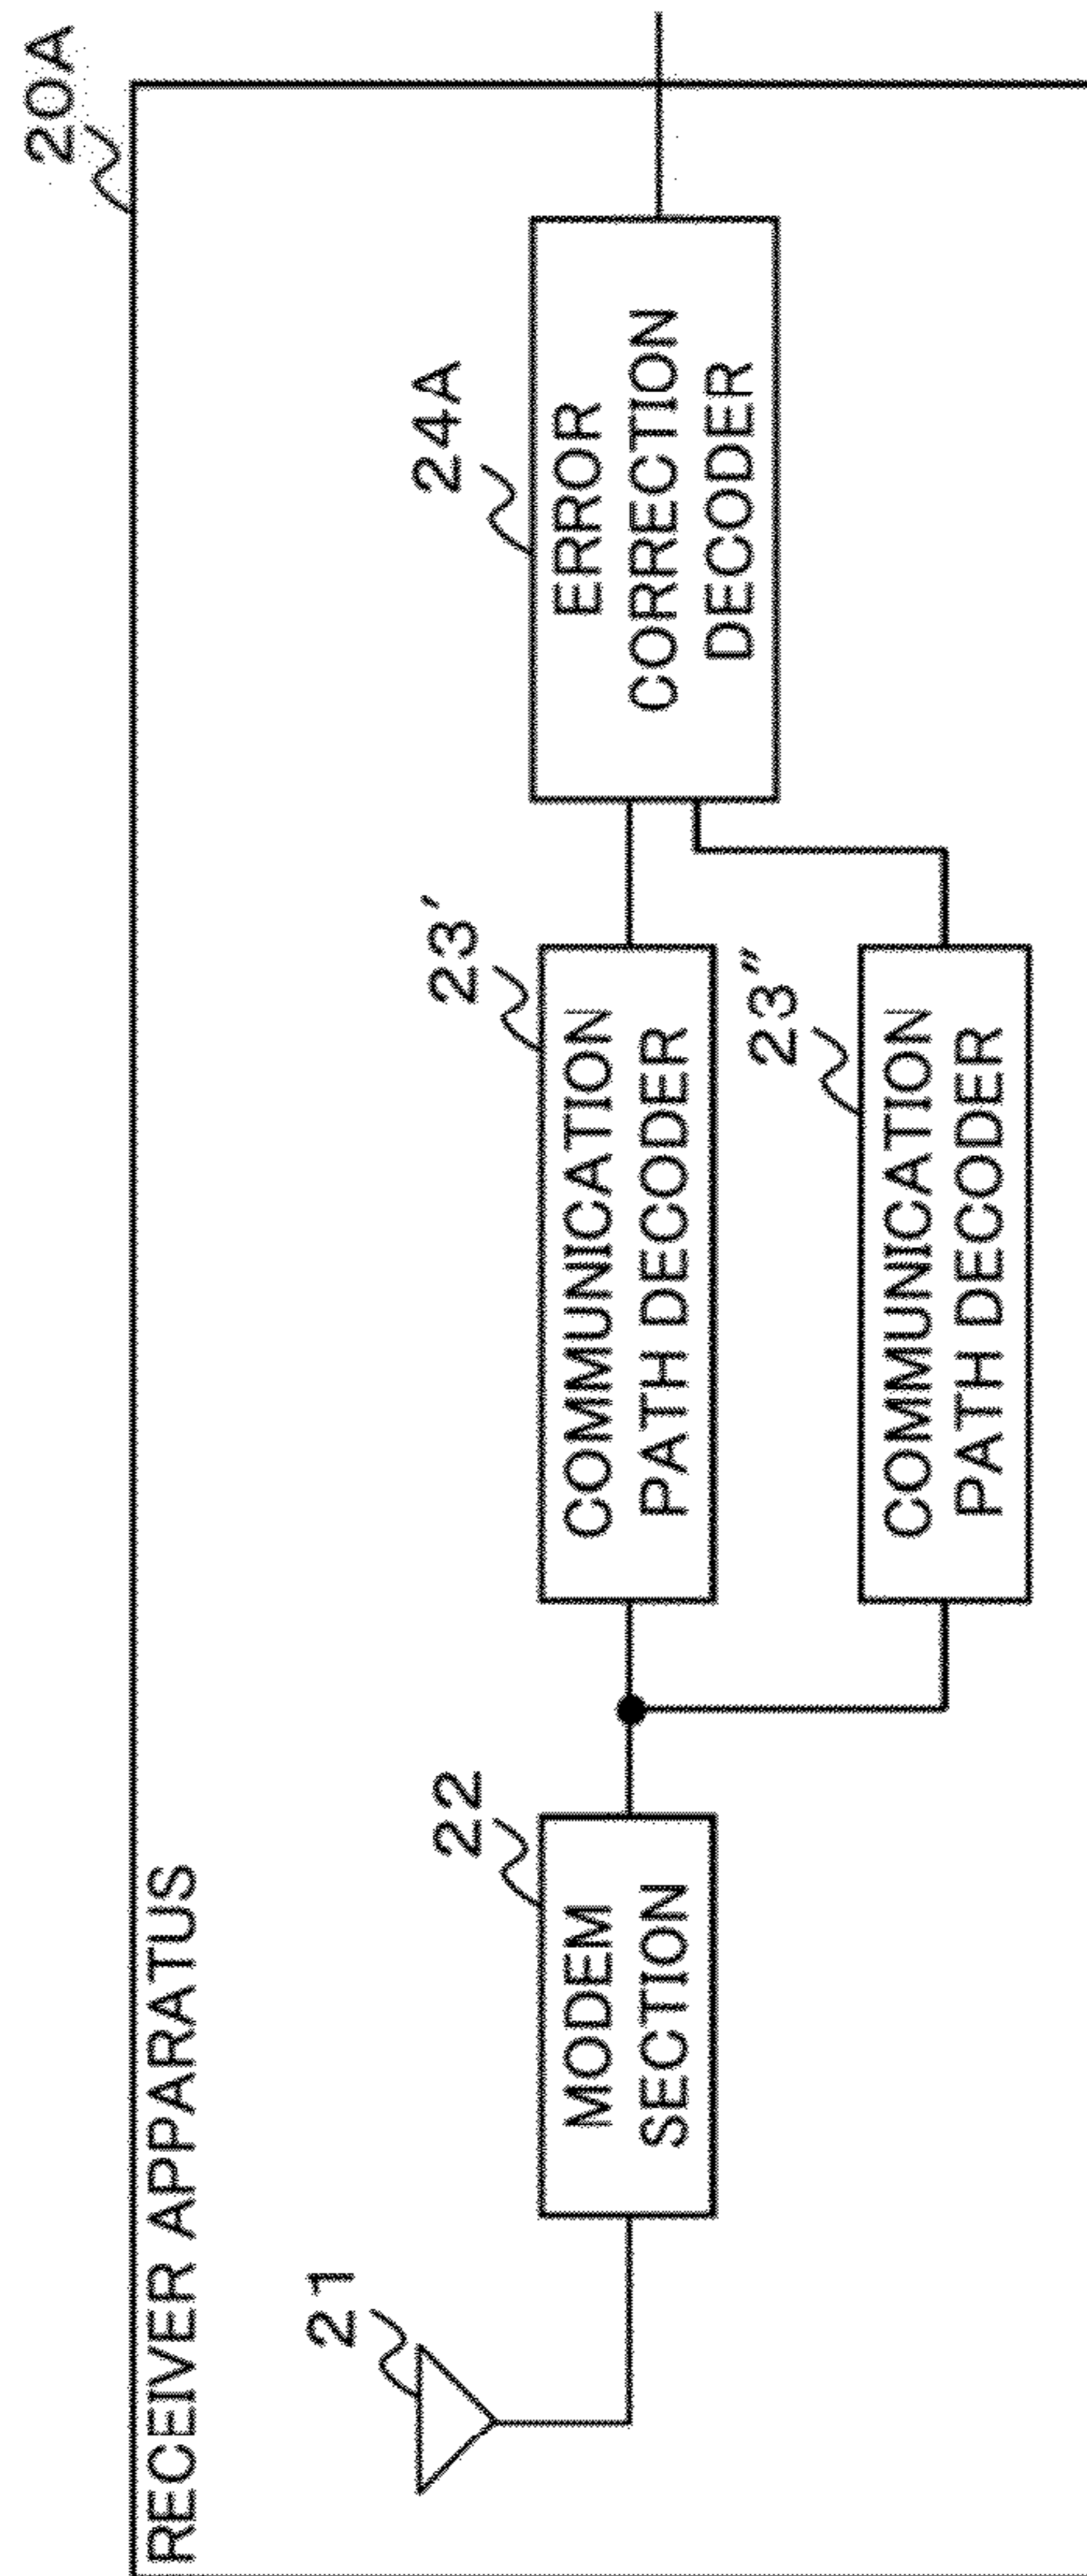 20A
RECEIVER APPARATUS
21
22
MODEM
SECTION
23′
COMMUNICATION
PATH DECODER
23″
COMMUNICATION
PATH DECODER
24A
ERROR
CORRECTION
DECODER